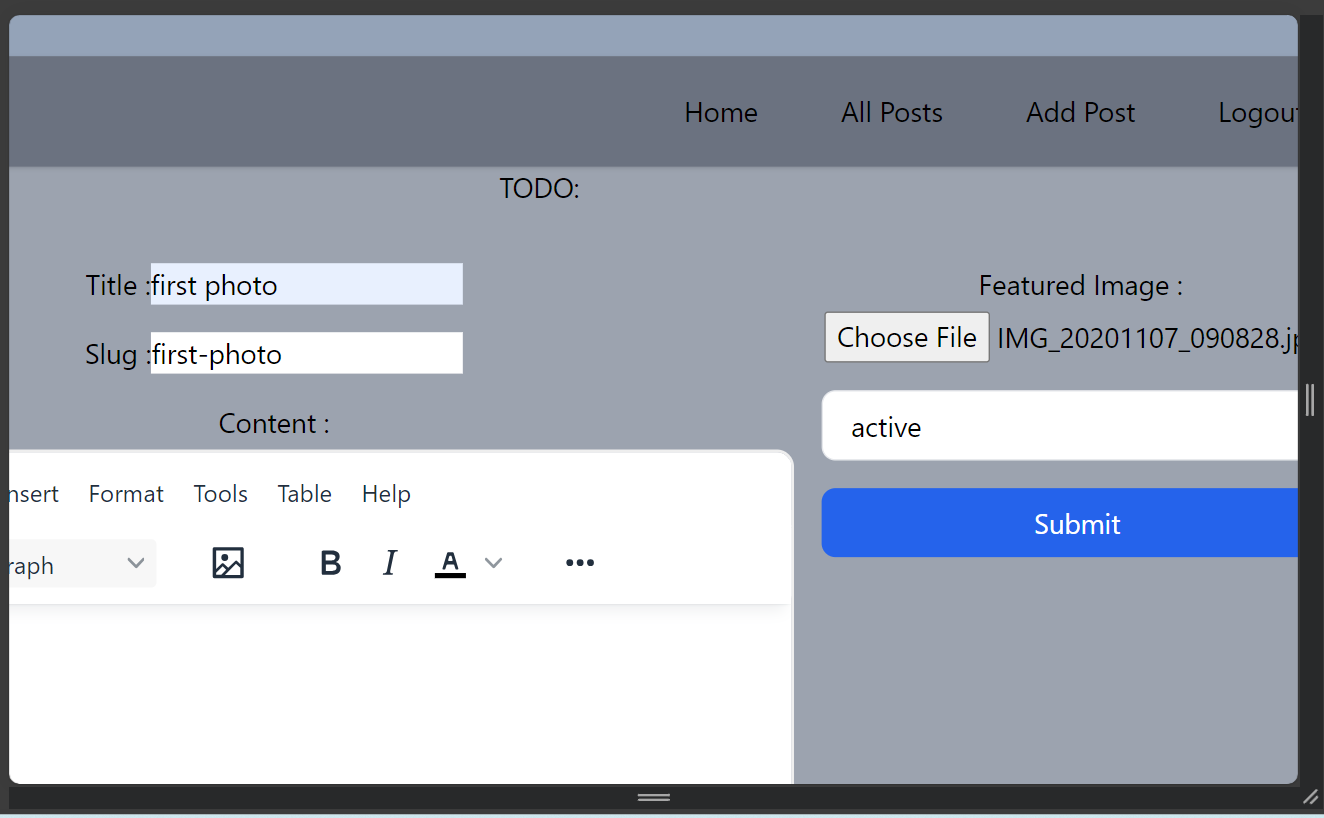 Home All Posts Add Post Logout
TODO:
Title :first photo
Slug :first-photo
Content :
nsert Format Tools Table Help
raph B I A
Featured Image :
Choose File IMG_20201107_090828.jp
active
Submit